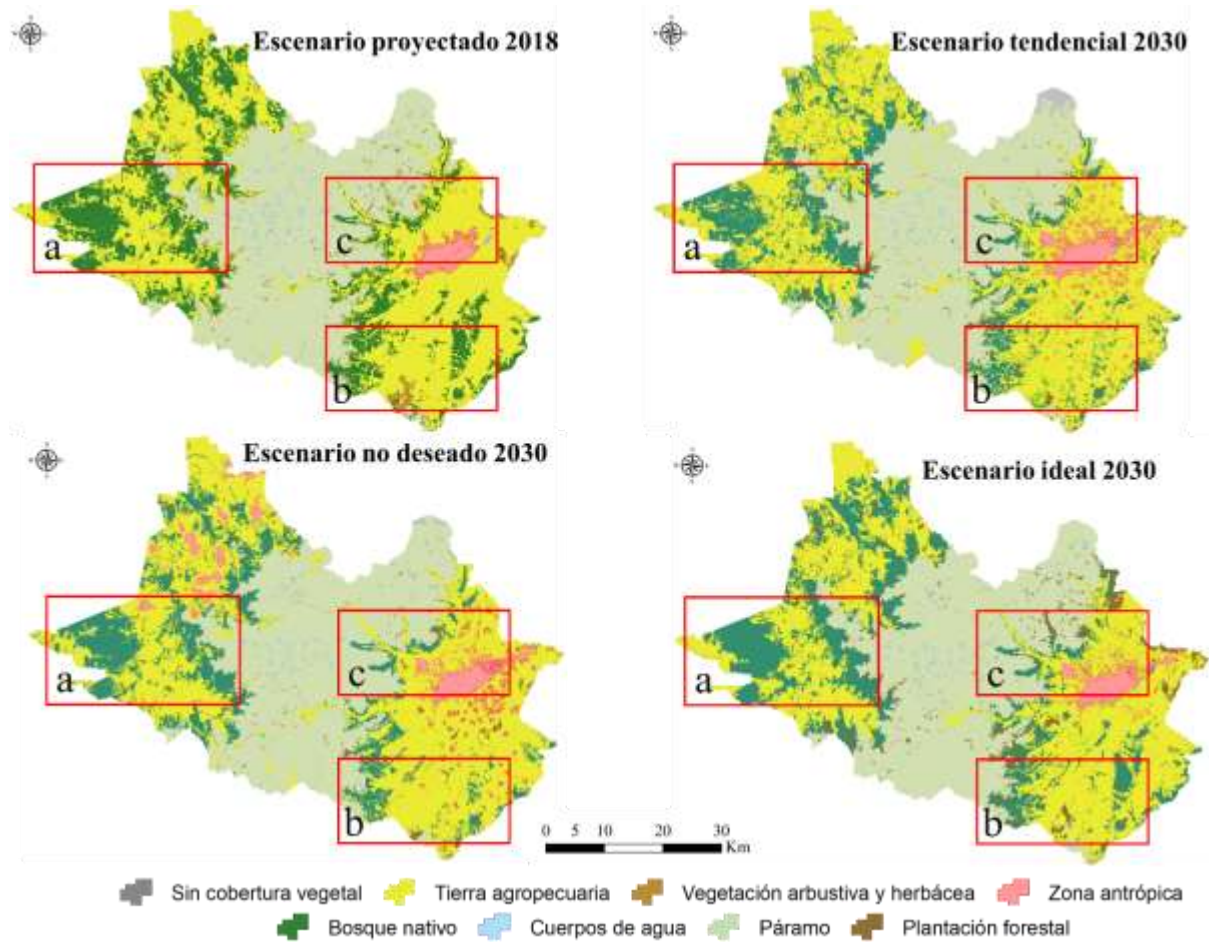 Escenario proyectado 2018
Escenario tendencial 2030
a
c
b
a
c
b
Escenario no deseado 2030
Escenario ideal 2030
a
c
b
a
c
b
0 5 10 20 30
Km
Sin cobertura vegetal Tierra agropecuaria Vegetación arbustiva y herbácea Zona antrópica
Bosque nativo Cuerpos de agua Páramo Plantación forestal